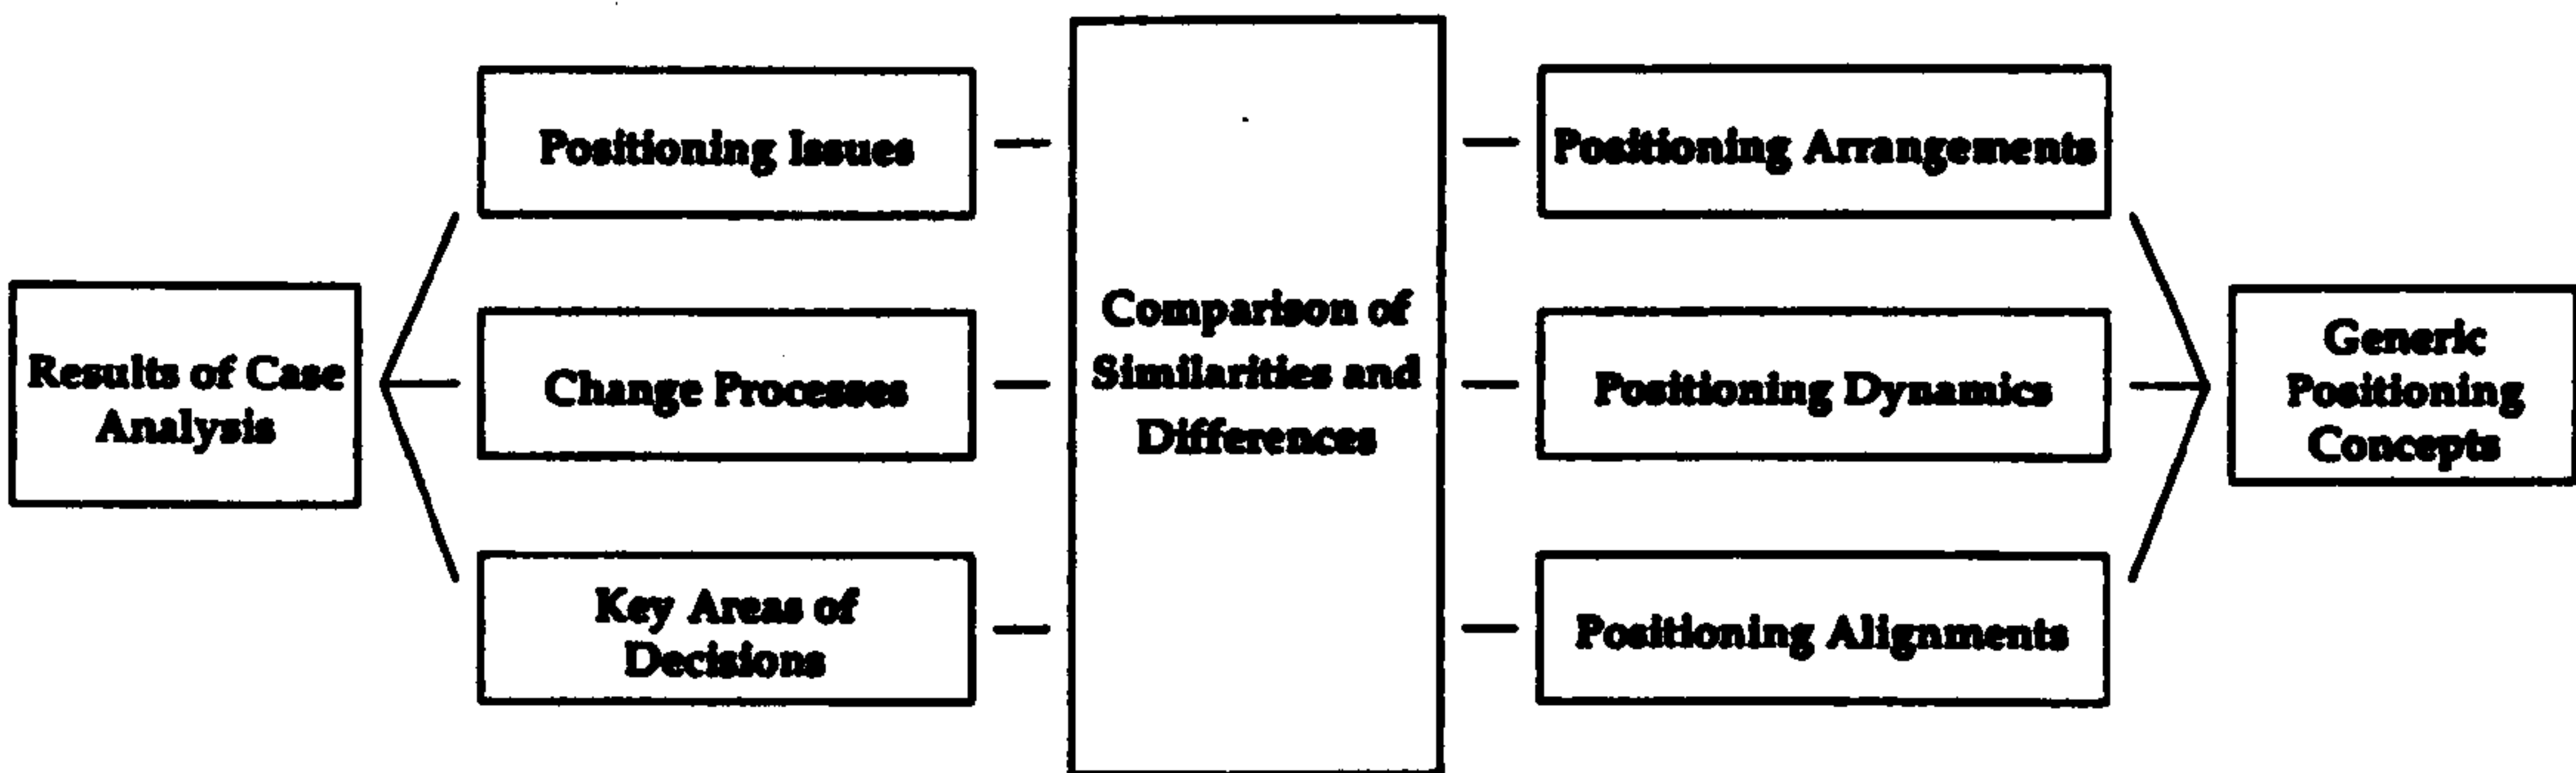 Results of Case
Analysis
Positioning Issues
Change Processes
Key Areas of
Decisions
Comparison of
Similarities and
Differences
Positioning Arrangements
Positioning Dynamics
Positioning Alignments
Generic
Positioning
Concepts